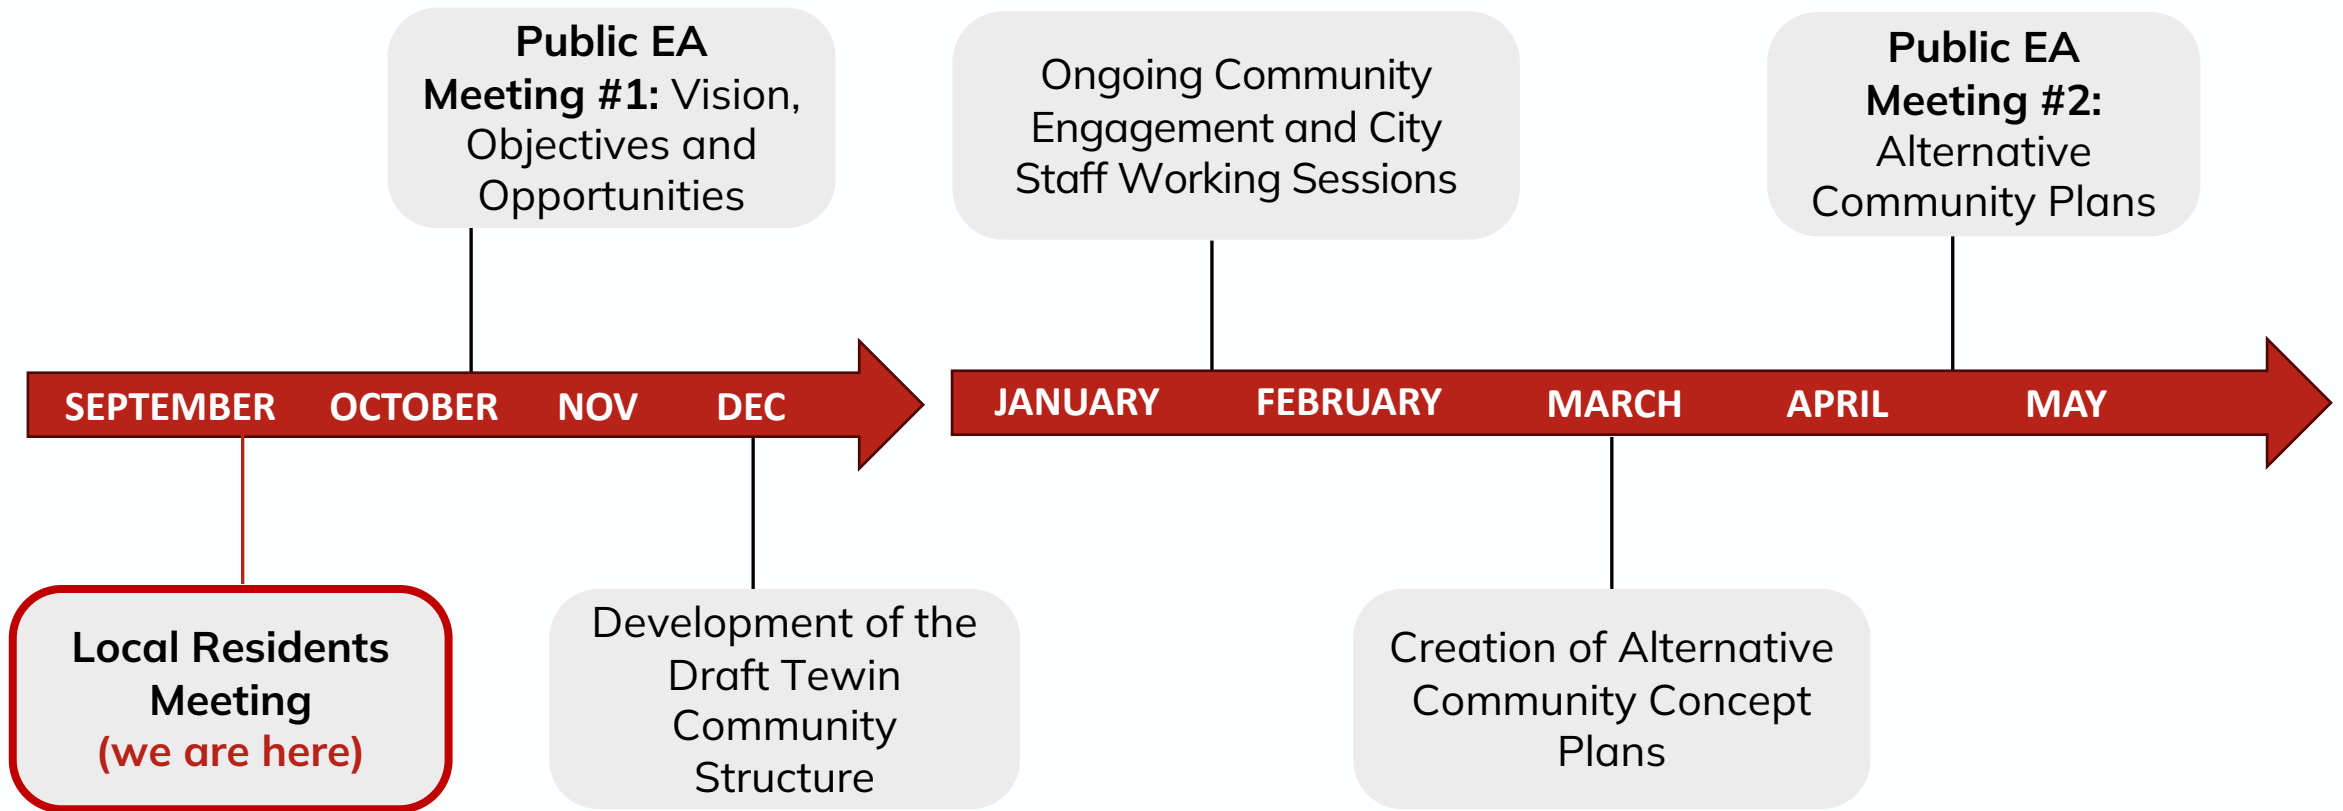 Public EA
Meeting #1: Vision,
Objectives and
Opportunities
Ongoing Community
Engagement and City
Staff Working Sessions
Public EA
Meeting #2:
Alternative
Community Plans
SEPTEMBER OCTOBER NOV DEC
JANUARY FEBRUARY MARCH APRIL MAY
Local Residents
Meeting
(we are here)
Development of the
Draft Tewin
Community
Structure
Creation of Alternative
Community Concept
Plans